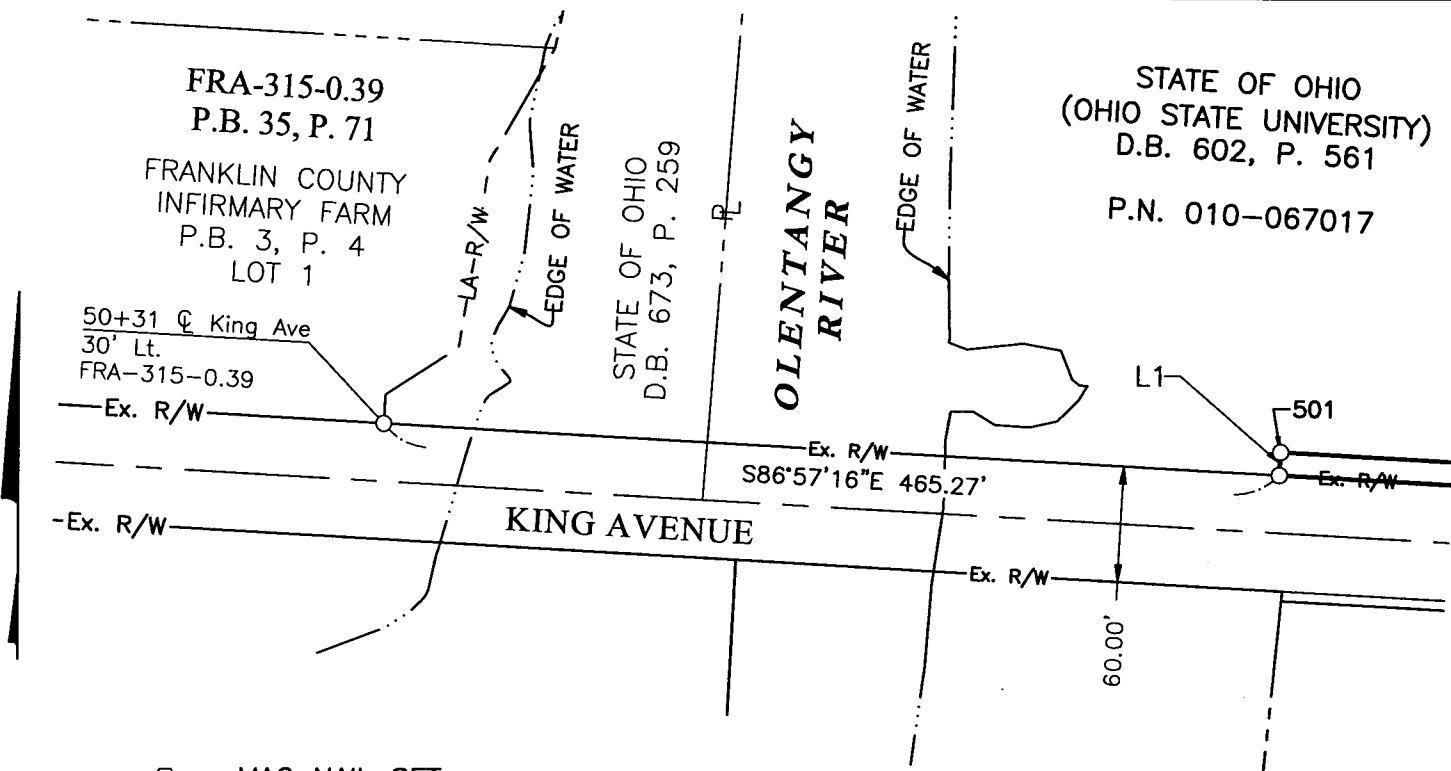 FRA-315-0.39
P.B. 35, P. 71
FRANKLIN COUNTY
INFIRMARY FARM
P.B. 3, P. 4
LOT 1
50+31 ℄ King Ave
30' Lt.
FRA-315-0.39
LA-R/W
EDGE OF WATER
STATE OF OHIO
D.B. 673, P. 259
PL
OLENTANGY
RIVER
EDGE OF WATER
STATE OF OHIO
(OHIO STATE UNIVERSITY)
D.B. 602, P. 561
P.N. 010-067017
L1
501
Ex. R/W
Ex. R/W
Ex. R/W
S86°57'16"E 465.27'
KING AVENUE
Ex. R/W
Ex. R/W
60.00'